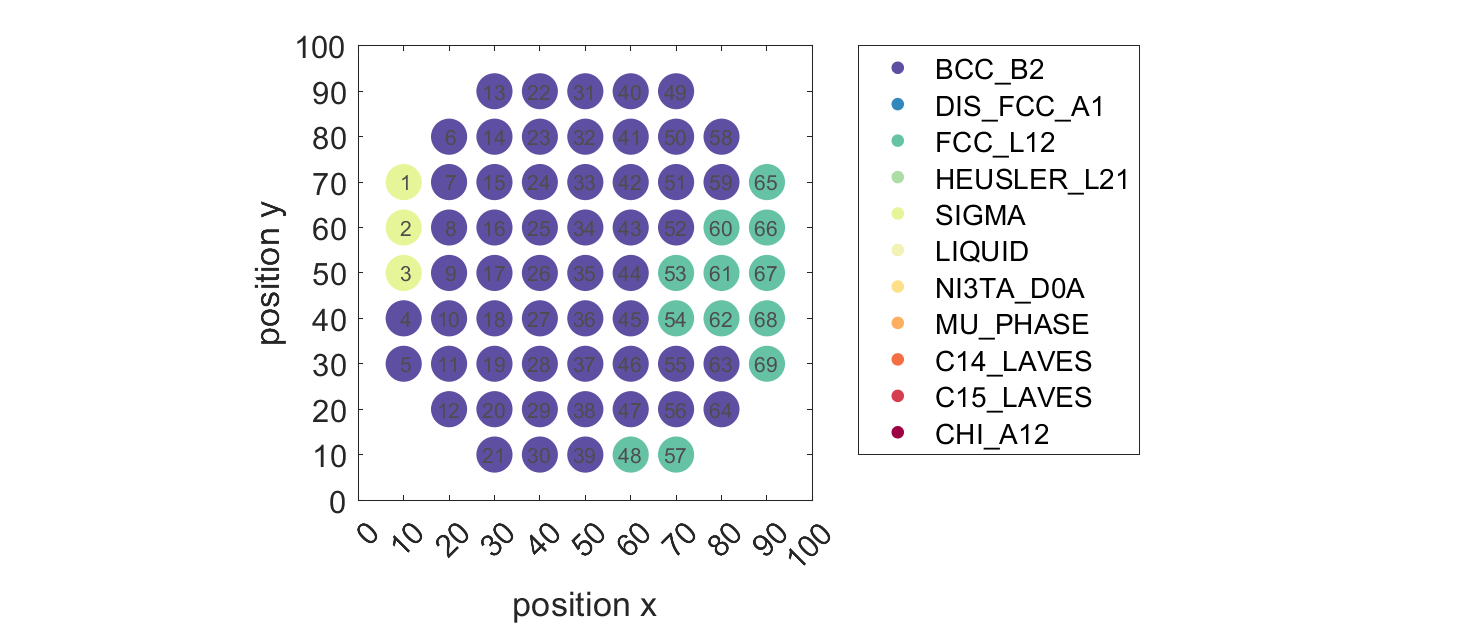 100
90
80
70
60
50
40
30
20
10
0
position y
13 22 31 40 49
6 14 23 32 41 50 58
1 7 15 24 33 42 51 59 65
2 8 16 25 34 43 52 60 66
3 9 17 26 35 44 53 61 67
4 10 18 27 36 45 54 62 68
5 11 19 28 37 46 55 63 69
12 20 29 38 47 56 64
21 30 39 48 57
0 10 20 30 40 50 60 70 80 90 100
position x
BCC_B2
DIS_FCC_A1
FCC_L12
HEUSLER_L21
SIGMA
LIQUID
NI3TA_D0A
MU_PHASE
C14_LAVES
C15_LAVES
CHI_A12